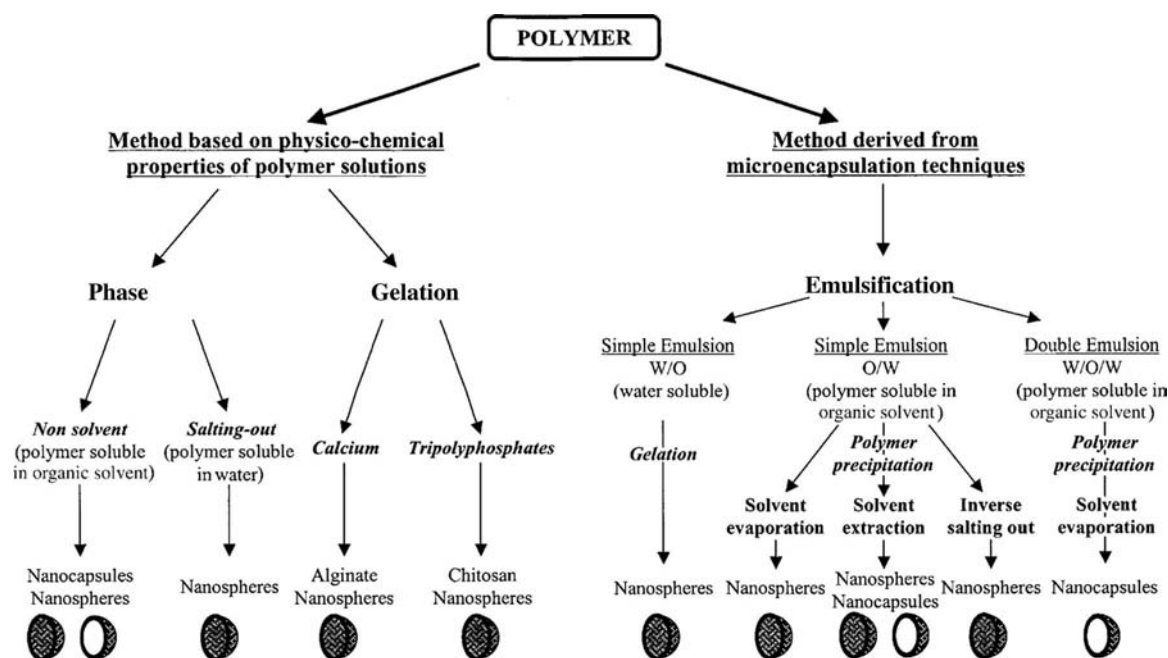 POLYMER
Method based on physico-chemical
properties of polymer solutions
Method derived from
microencapsulation techniques
Phase
Gelation
Emulsification
Simple Emulsion
W/O
(water soluble)
Simple Emulsion
O/W
(polymer soluble in
organic solvent)
Double Emulsion
W/O/W
(polymer soluble in
organic solvent)
Non solvent
(polymer soluble
in organic solvent)
Salting-out
(polymer soluble
in water)
Calcium
Tripolyphosphates
Gelation
Polymer
precipitation
Polymer
precipitation
Solvent
evaporation
Solvent
extraction
Inverse
salting out
Solvent
evaporation
Nanocapsules
Nanospheres
Nanospheres
Alginate
Nanospheres
Chitosan
Nanospheres
Nanospheres
Nanospheres
Nanospheres
Nanocapsules
Nanospheres
Nanocapsules